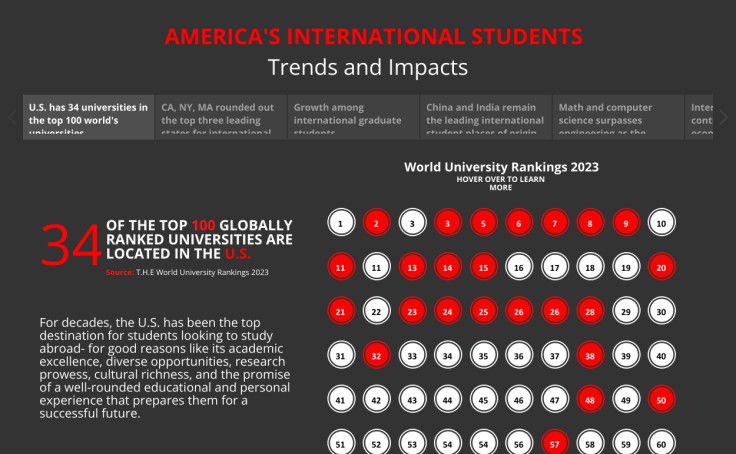 AMERICA'S INTERNATIONAL STUDENTS
Trends and Impacts
U.S. has 34 universities in
the top 100 world's
universities
CA, NY, MA rounded out
the top three leading
states for international
Growth among
international graduate
students
China and India remain
the leading international
student places of origin
Math and computer
science surpasses
engineering as the
Inter
cont
econ
World University Rankings 2023
HOVER OVER TO LEARN
MORE
34
OF THE TOP 100 GLOBALLY
RANKED UNIVERSITIES ARE
LOCATED IN THE U.S.
Source: T.H.E World University Rankings 2023
For decades, the U.S. has been the top
destination for students looking to study
abroad- for good reasons like its academic
excellence, diverse opportunities, research
prowess, cultural richness, and the promise
of a well-rounded educational and personal
experience that prepares them for a
successful future.
1 2 3 3 5 6 7 8 9 10
11 11 13 14 15 16 17 18 19 20
21 22 23 24 25 26 26 28 29 30
31 32 33 34 35 36 37 38 39 40
41 42 43 44 44 46 47 48 50
51 52 53 54 54 56 57 58 59 60